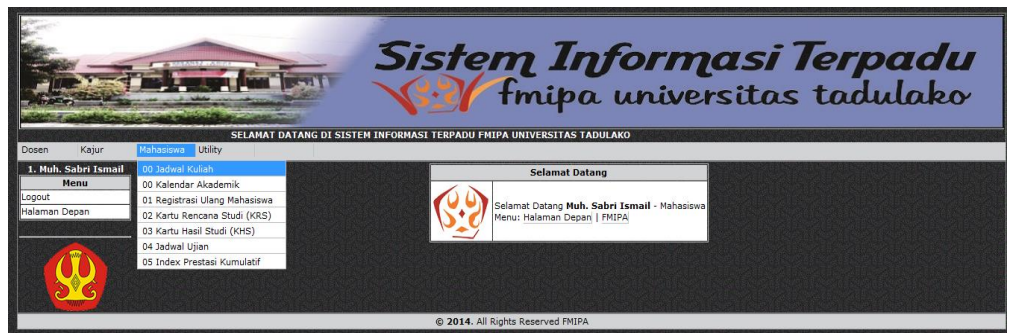 SELAMAT DATANG
Sistem Informasi Terpadu
fmipa universitas tadulako
SELAMAT DATANG DI SISTEM INFORMASI TERPADU FMIPA UNIVERSITAS TADULAKO
Dosen Kajur Mahasiswa Utility
1. Muh. Sabri Ismail
Menu
Logout
Halaman Depan
00 Jadwal Kuliah
00 Kalendar Akademik
01 Registrasi Ulang Mahasiswa
02 Kartu Rencana Studi (KRS)
03 Kartu Hasil Studi (KHS)
04 Jadwal Ujian
05 Index Prestasi Kumulatif
Selamat Datang
Selamat Datang Muh. Sabri Ismail - Mahasiswa
Menu: Halaman Depan | FMIPA
© 2014. All Rights Reserved FMIPA